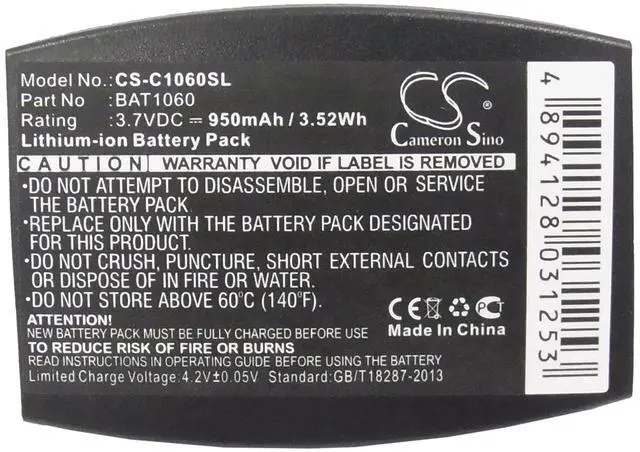 Model No.:CS-C1060SL
Part No :BAT1060
Rating :3.7VDC ⎓ 950mAh / 3.52Wh
Lithium-ion Battery Pack
CS
Cameron Sino
CAUTION WARRANTY VOID IF LABEL IS REMOVED
•DO NOT ATTEMPT TO DISASSEMBLE, OPEN OR SERVICE
THE BATTERY PACK
•REPLACE ONLY WITH THE BATTERY PACK DESIGNATED
FOR THIS PRODUCT.
•DO NOT CRUSH, PUNCTURE, SHORT EXTERNAL CONTACTS
OR DISPOSE OF IN FIRE OR WATER.
•DO NOT STORE ABOVE 60°C (140°F).
ATTENTION!
NEW BATTERY PACK MUST BE FULLY CHARGED BEFORE USE
TO REDUCE RISK OF FIRE OR BURNS
READ INSTRUCTIONS IN OPERATING GUIDE BEFORE USING THE BATTERY
Limited Charge Voltage:4.2V±0.05V Standard:GB/T18287-2013
CE PCT
Made In China
4 894128 031253